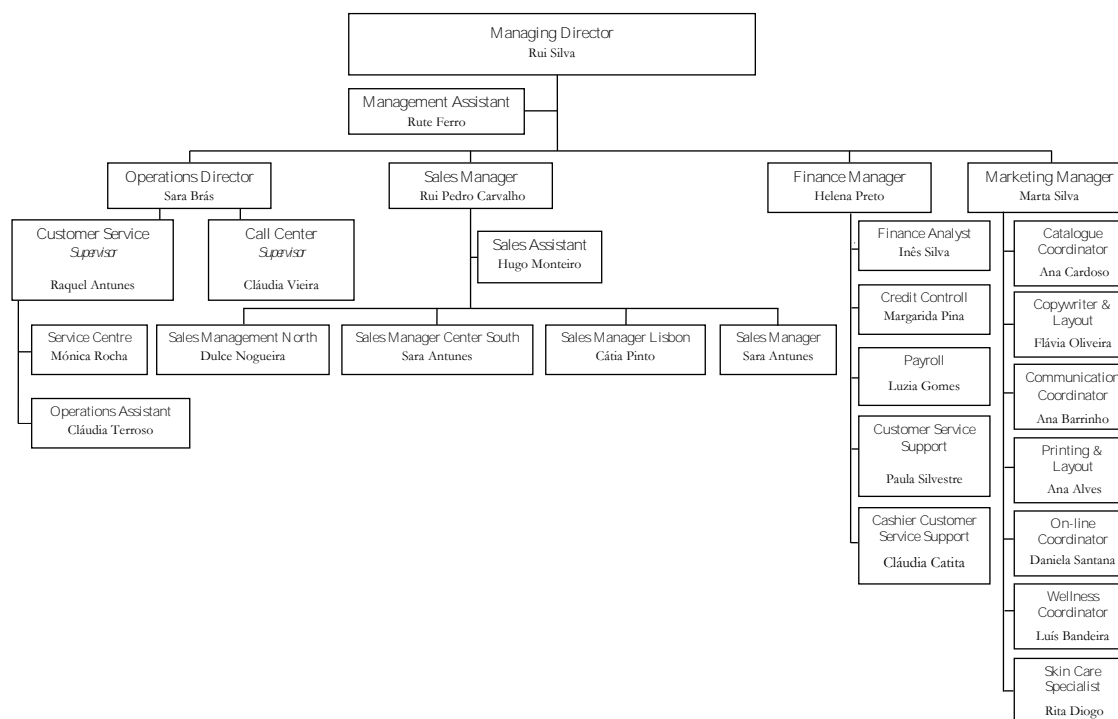 Managing Director
Rui Silva
Management Assistant
Rute Ferro
Operations Director
Sara Brás
Sales Manager
Rui Pedro Carvalho
Finance Manager
Helena Preto
Marketing Manager
Marta Silva
Customer Service
Supervisor
Raquel Antunes
Call Center
Supervisor
Cláudia Vieira
Service Centre
Mónica Rocha
Operations Assistant
Cláudia Terroso
Sales Assistant
Hugo Monteiro
Sales Management North
Dulce Nogueira
Sales Manager Center South
Sara Antunes
Sales Manager Lisbon
Cátia Pinto
Sales Manager
Sara Antunes
Finance Analyst
Inês Silva
Credit Controll
Margarida Pina
Payroll
Luzia Gomes
Customer Service
Support
Paula Silvestre
Cashier Customer
Service Support
Cláudia Catita
Catalogue
Coordinator
Ana Cardoso
Copywriter &
Layout
Flávia Oliveira
Communication
Coordinator
Ana Barrinho
Printing &
Layout
Ana Alves
On-line
Coordinator
Daniela Santana
Wellness
Coordinator
Luís Bandeira
Skin Care
Specialist
Rita Diogo